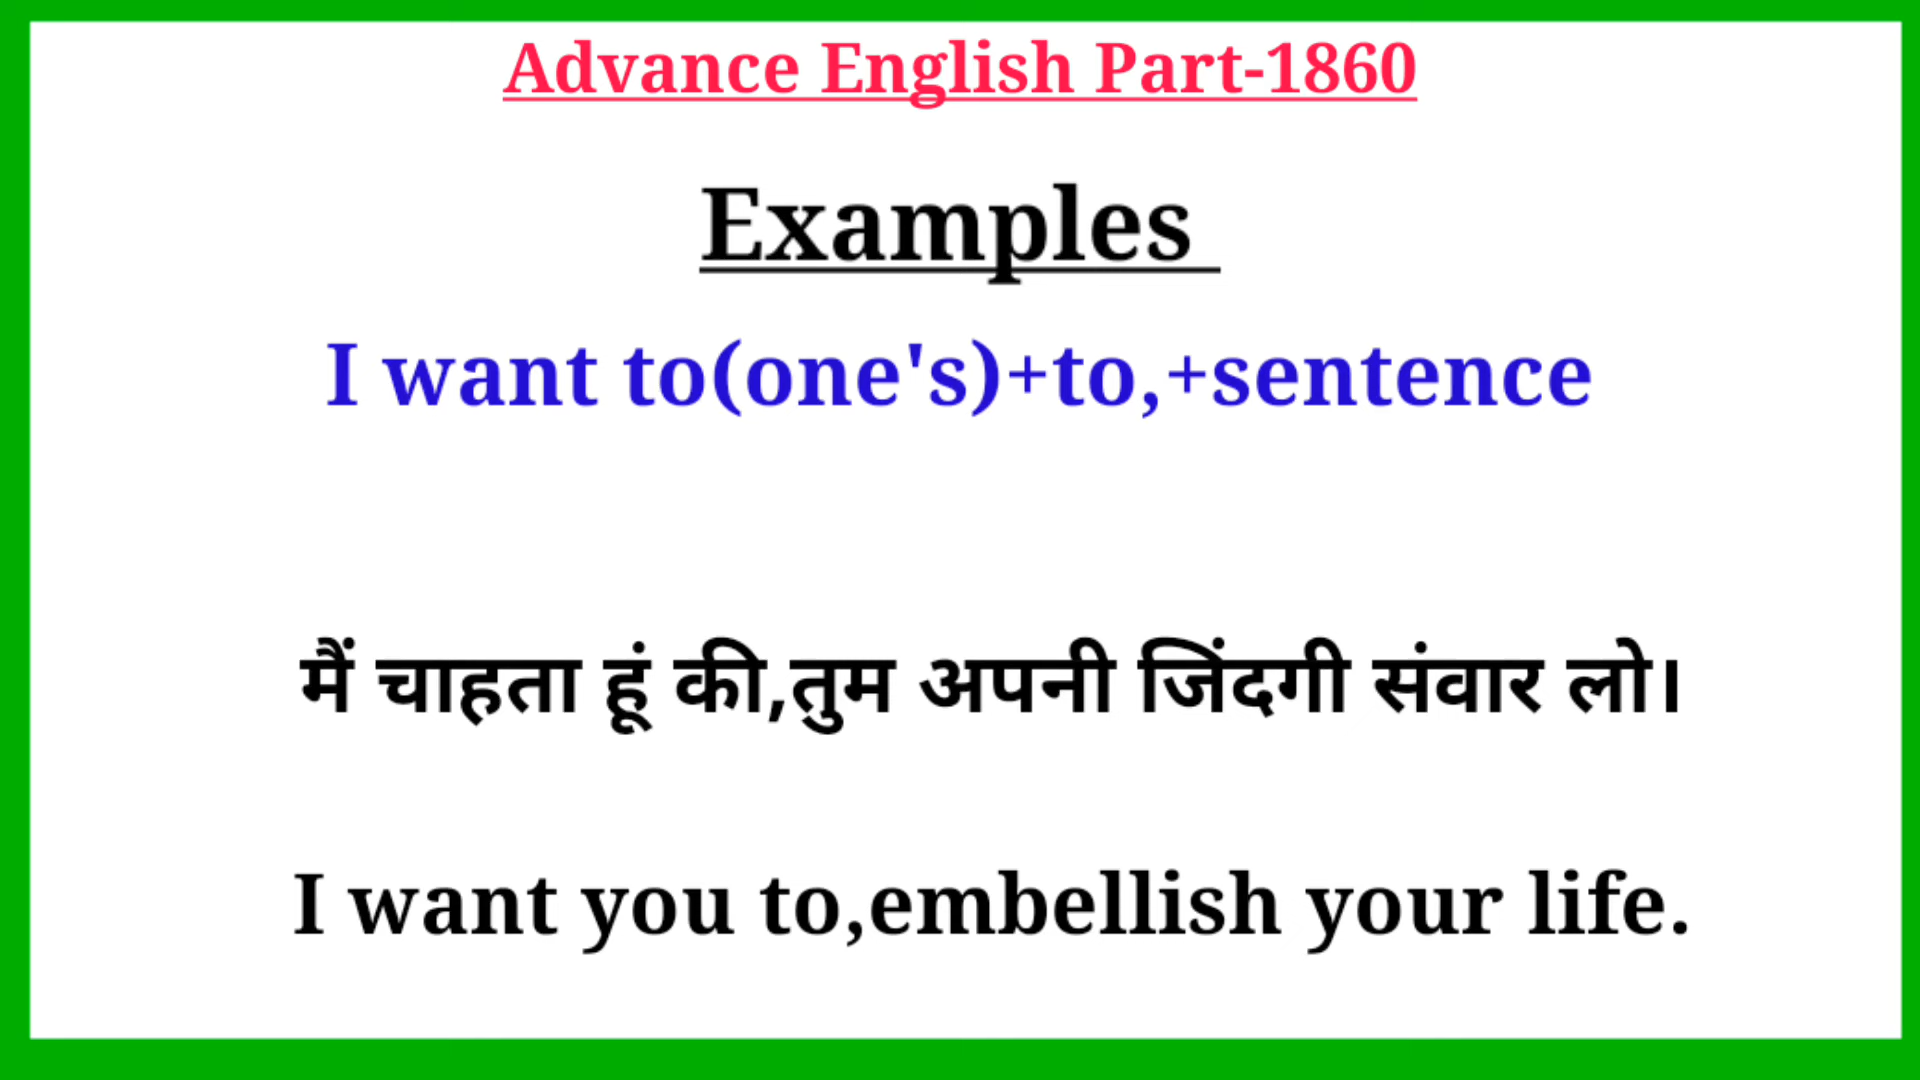 Advance English Part-1860
Examples
I want to(one's)+to,+sentence
मैं चाहता हूं की,तुम अपनी जिंदगी संवार लो।
I want you to,embellish your life.